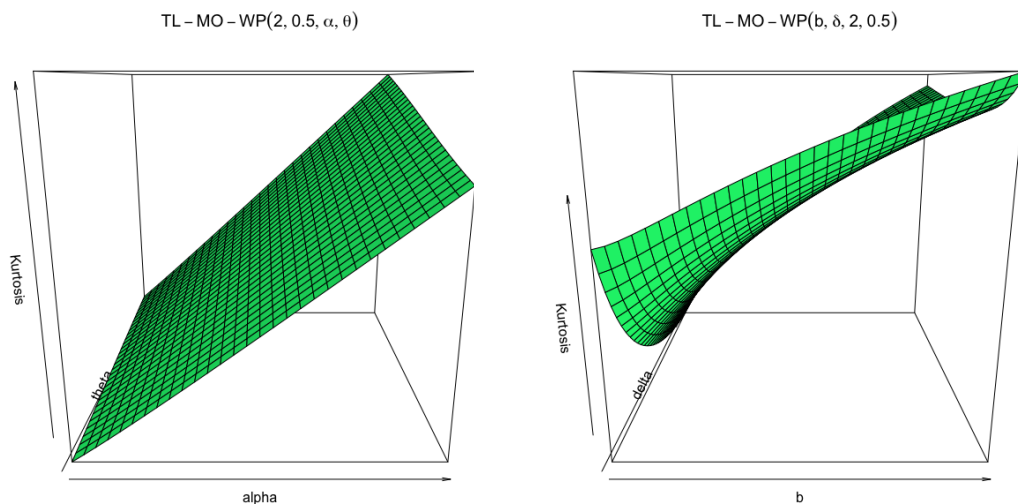 TL − MO − WP(2, 0.5, α, θ)
Kurtosis
theta
alpha
TL − MO − WP(b, δ, 2, 0.5)
Kurtosis
delta
b